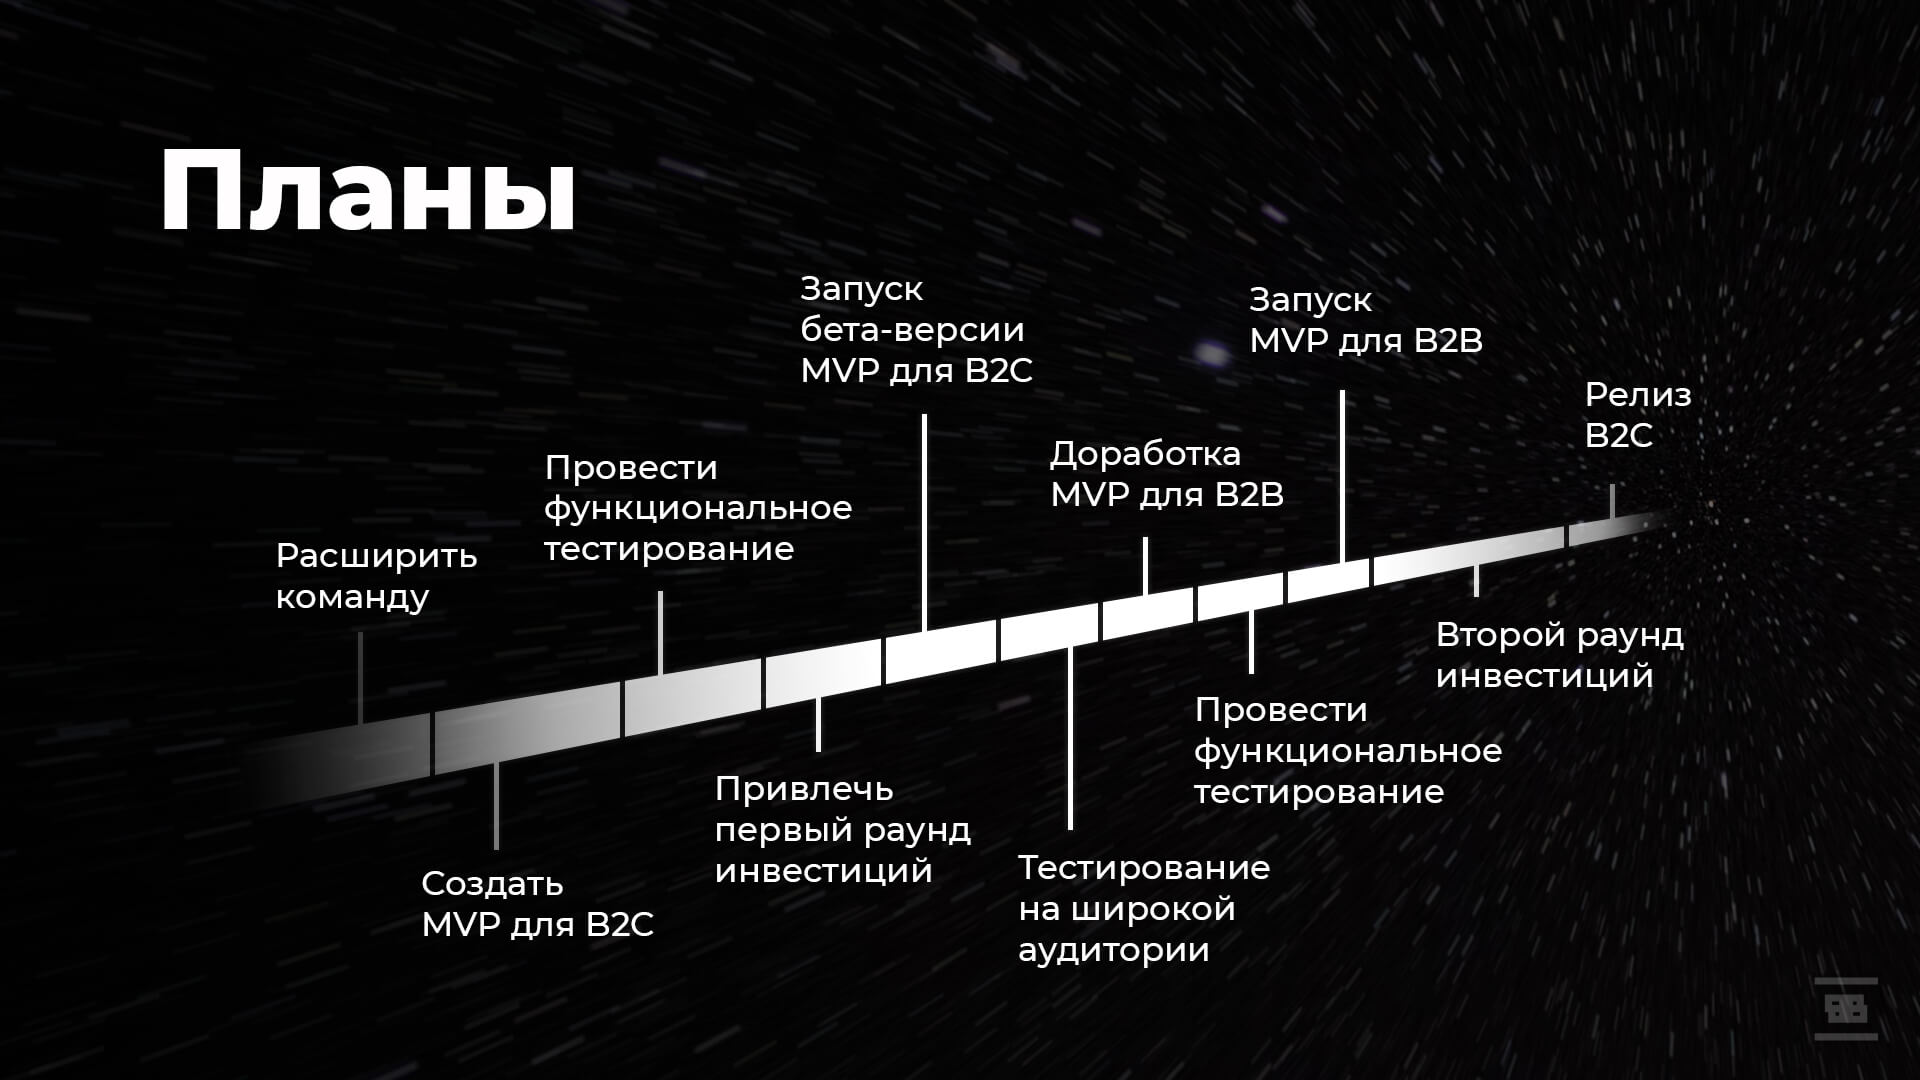 Планы
Расширить
команду
Создать
MVP для B2C
Провести
функциональное
тестирование
Привлечь
первый раунд
инвестиций
Запуск
бета-версии
MVP для B2C
Тестирование
на широкой
аудитории
Доработка
MVP для B2B
Провести
функциональное
тестирование
Запуск
MVP для B2B
Второй раунд
инвестиций
Релиз
B2C